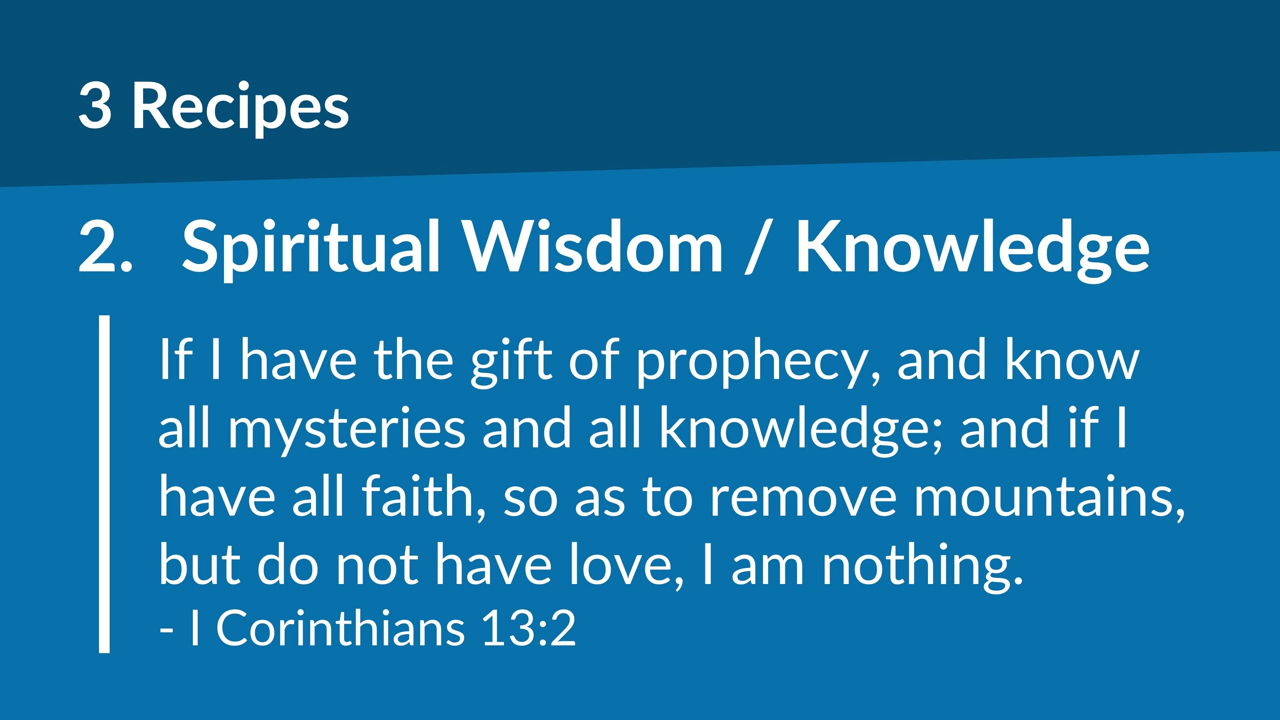 3 Recipes
2. Spiritual Wisdom / Knowledge
If I have the gift of prophecy, and know
all mysteries and all knowledge; and if I
have all faith, so as to remove mountains,
but do not have love, I am nothing.
- I Corinthians 13:2